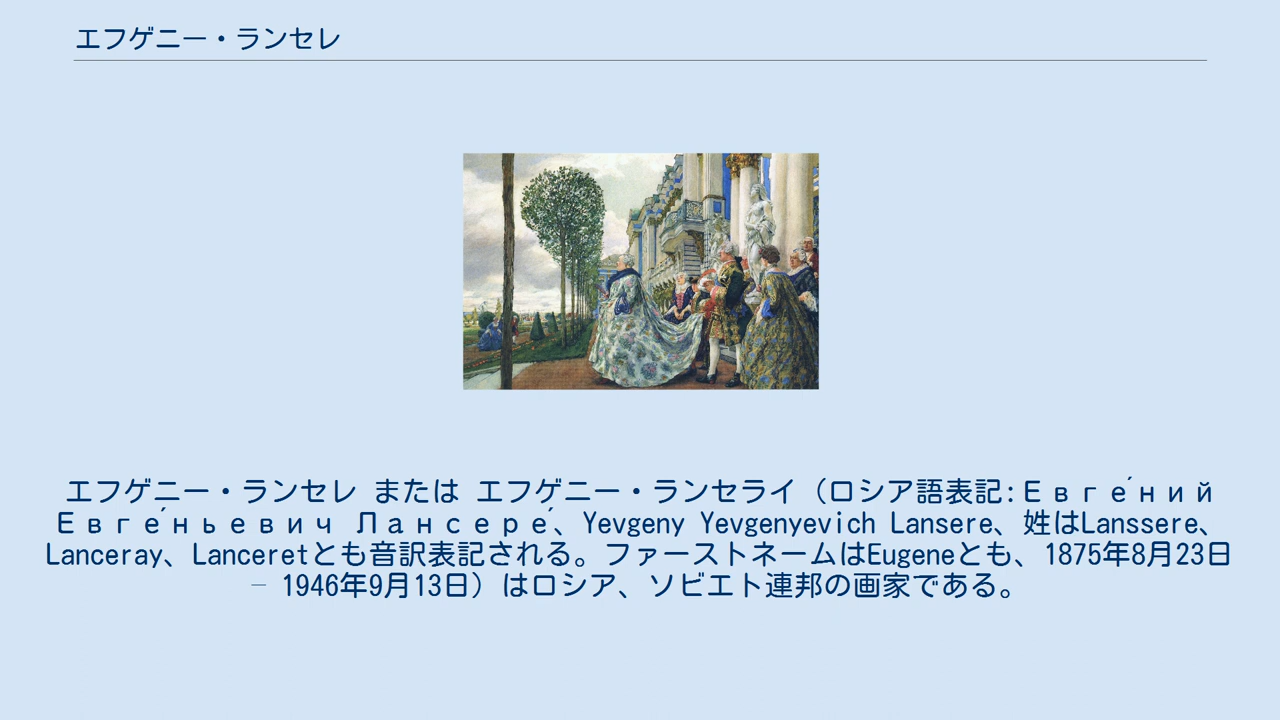 エフゲニー・ランセレ
エフゲニー・ランセレ または エフゲニー・ランセライ（ロシア語表記:Евге́ний
Евге́ньевич Лансере́、Yevgeny Yevgenyevich Lansere、姓はLanssere、
Lanceray、Lanceretとも音訳表記される。ファーストネームはEugeneとも、1875年8月23日
– 1946年9月13日）はロシア、ソビエト連邦の画家である。